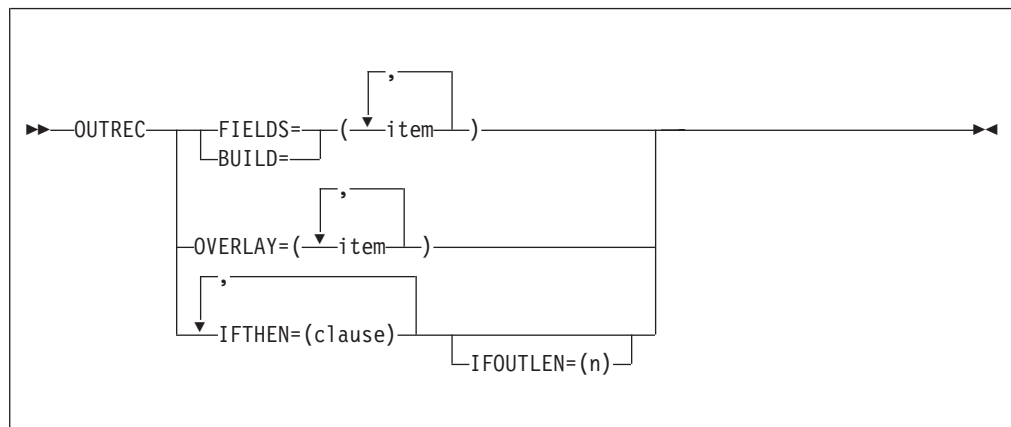 ,
OUTREC FIELDS= ( item )
BUILD=
,
OVERLAY=( item )
,
IFTHEN=(clause)
IFOUTLEN=(n)